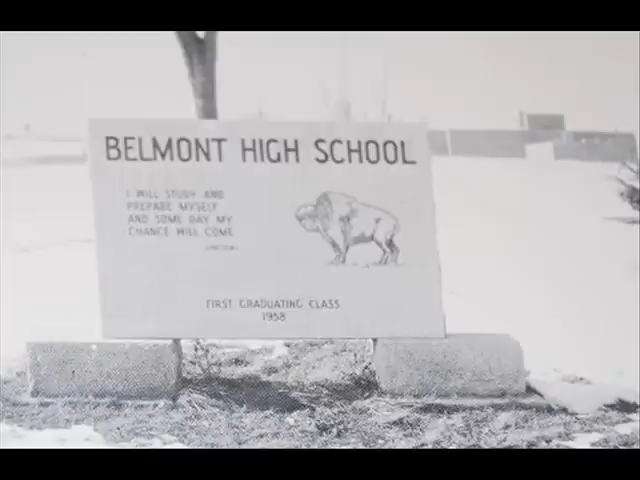 BELMONT HIGH SCHOOL
I WILL STUDY AND
PREPARE MYSELF
AND SOME DAY MY
CHANCE WILL COME
LINCOLN
FIRST GRADUATING CLASS
1958